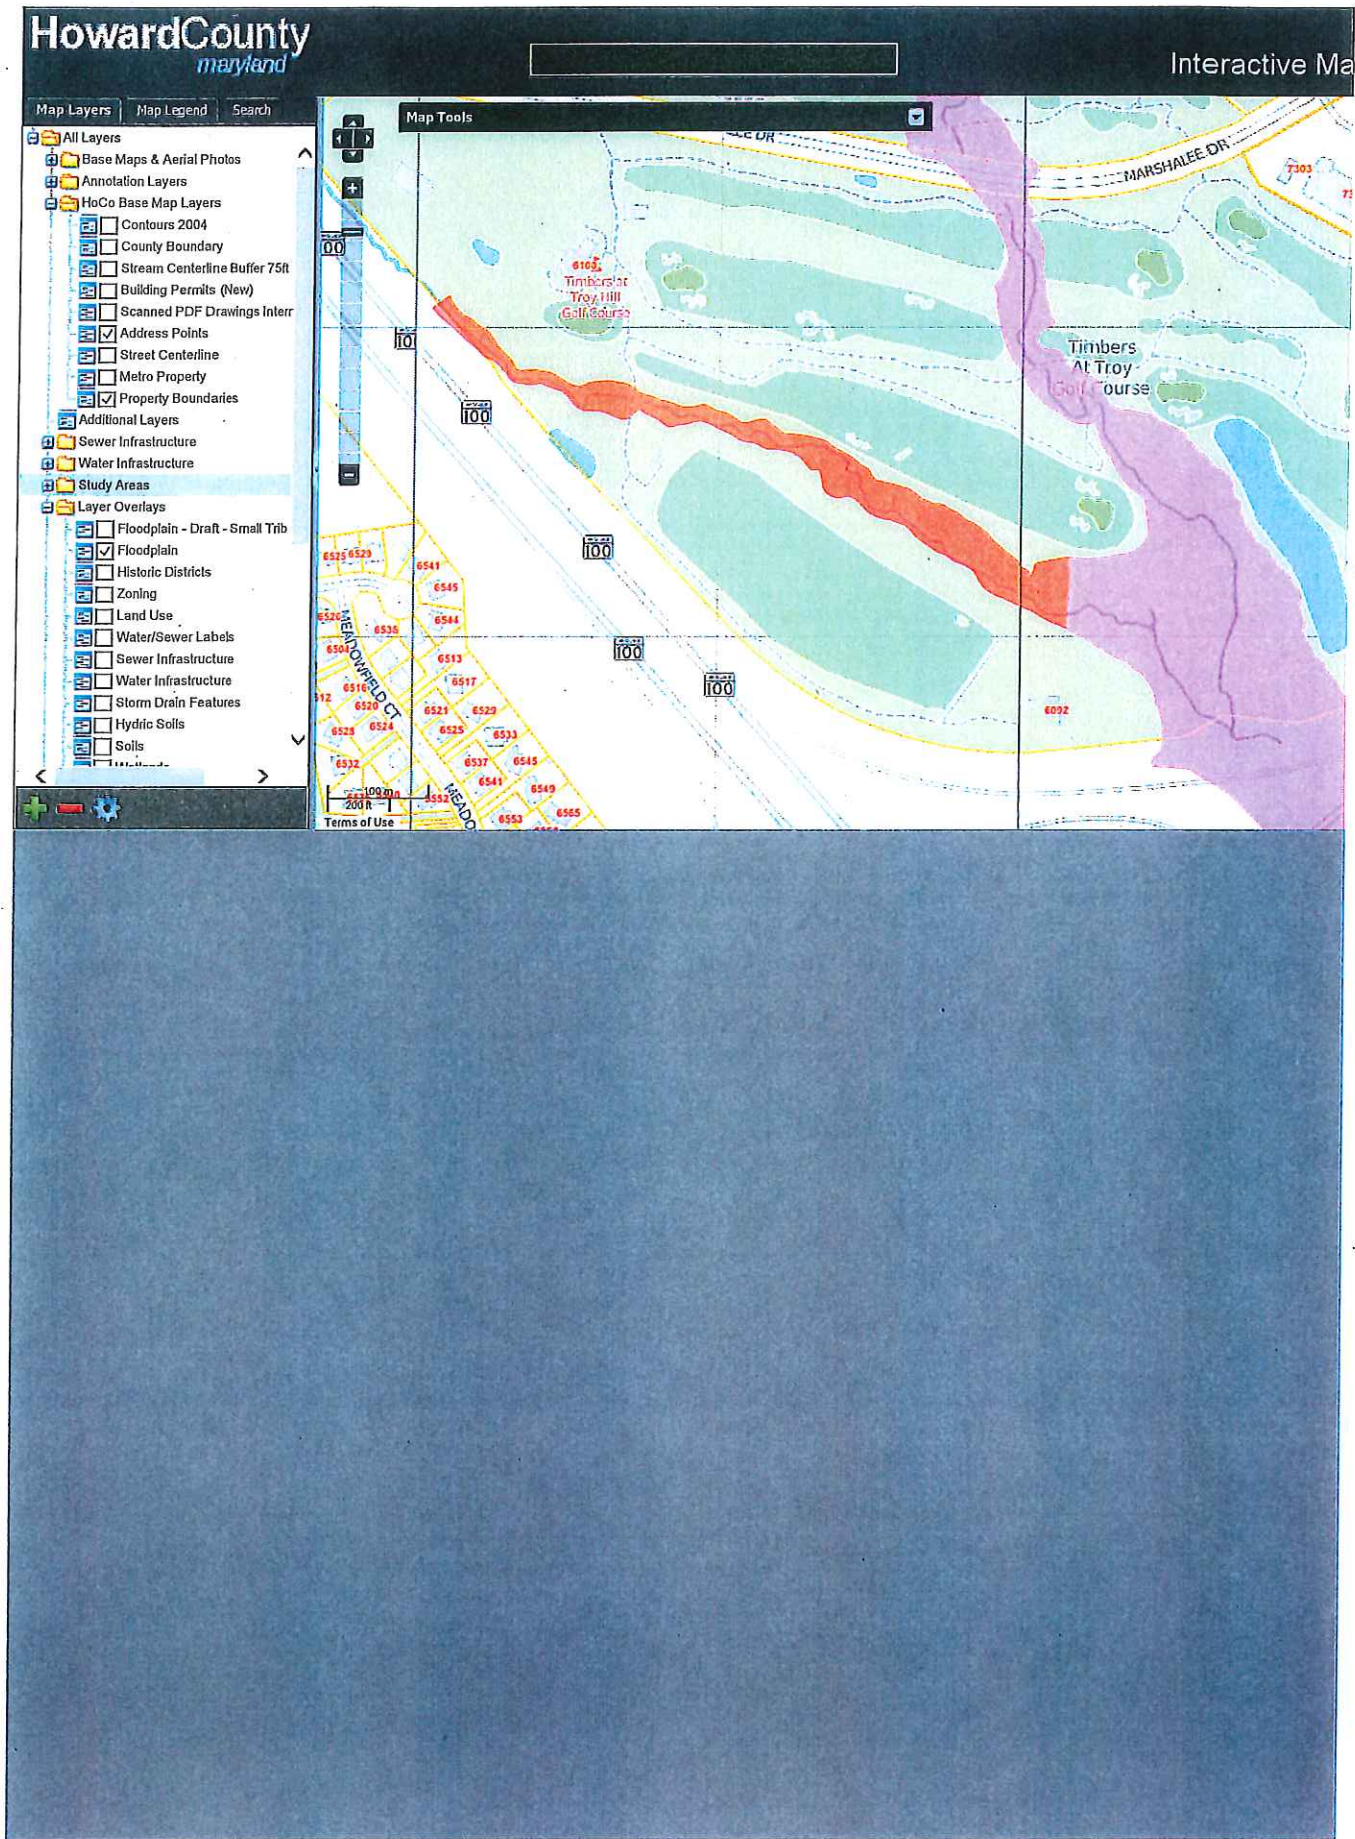 HowardCounty
maryland
Interactive Ma
Map Layers
Map Legend
Search
All Layers
Base Maps & Aerial Photos
Annotation Layers
HoCo Base Map Layers
Contours 2004
County Boundary
Stream Centerline Buffer 75ft
Building Permits (New)
Scanned PDF Drawings Interr
Address Points
Street Centerline
Metro Property
Property Boundaries
Additional Layers
Sewer Infrastructure
Water Infrastructure
Study Areas
Layer Overlays
Floodplain - Draft - Small Trib
Floodplain
Historic Districts
Zoning
Land Use
Water/Sewer Labels
Sewer Infrastructure
Water Infrastructure
Storm Drain Features
Hydric Soils
Soils
Wetlands
Map Tools
MARSHALEE DR
7303
6103
Timbers at
Troy Hill
Golf Course
Timbers
At Troy
Golf Course
100
100
100
100
6525 6529
6541
6545
6544
6535
6513
6517
6516
6520
6524
6521
6529
6525
6533
6528
6532
6537
6545
6541
6549
6552
6553
6565
6092
MEADOWFIELD CT
MEADO
100 m
200 ft
Terms of Use